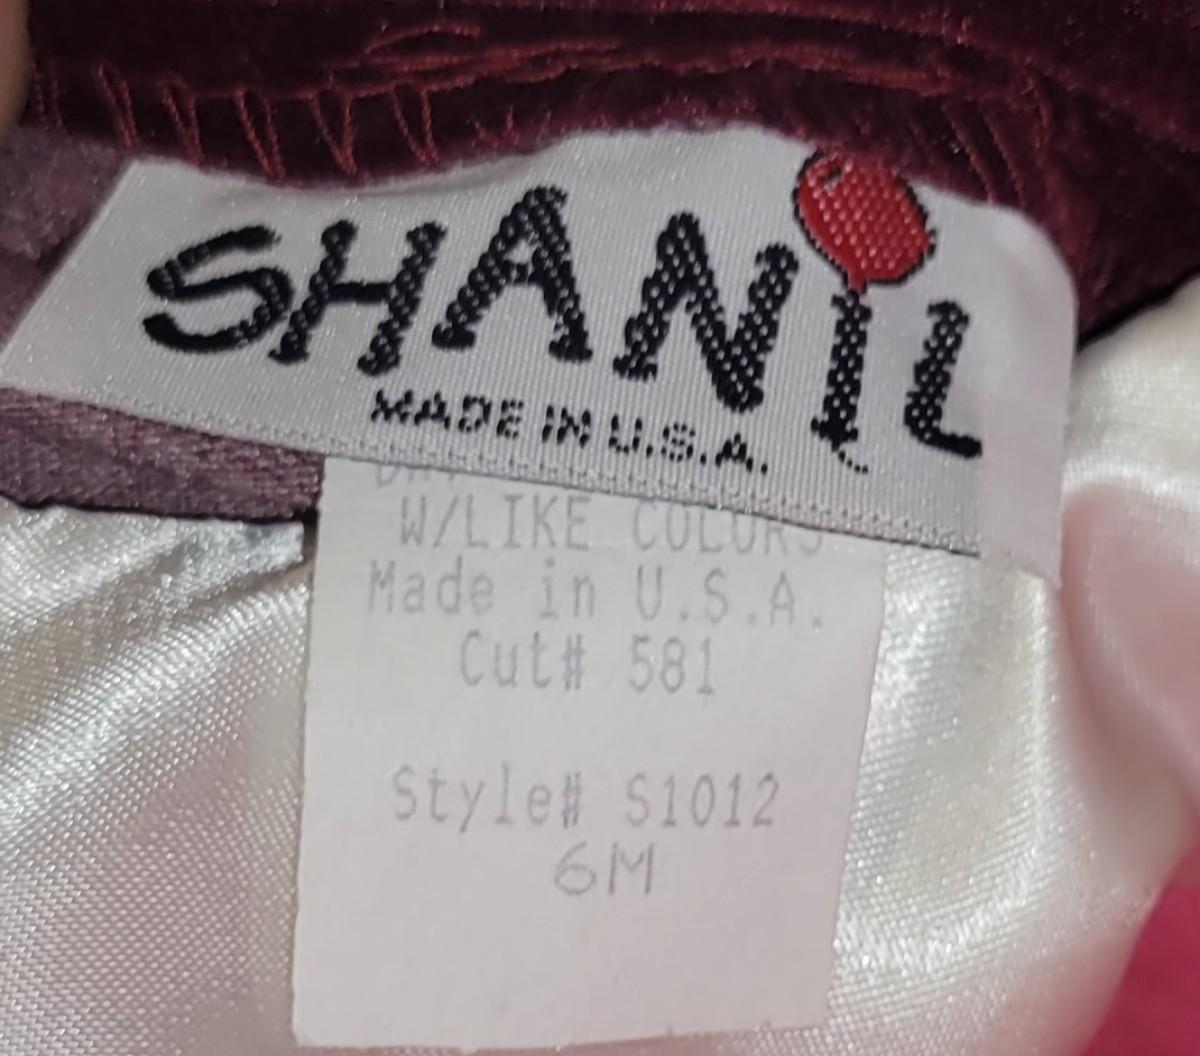 SHANIL
MADE IN U.S.A.
W/LIKE COLORS
Made in U.S.A.
Cut# 581
Style# S1012
6M